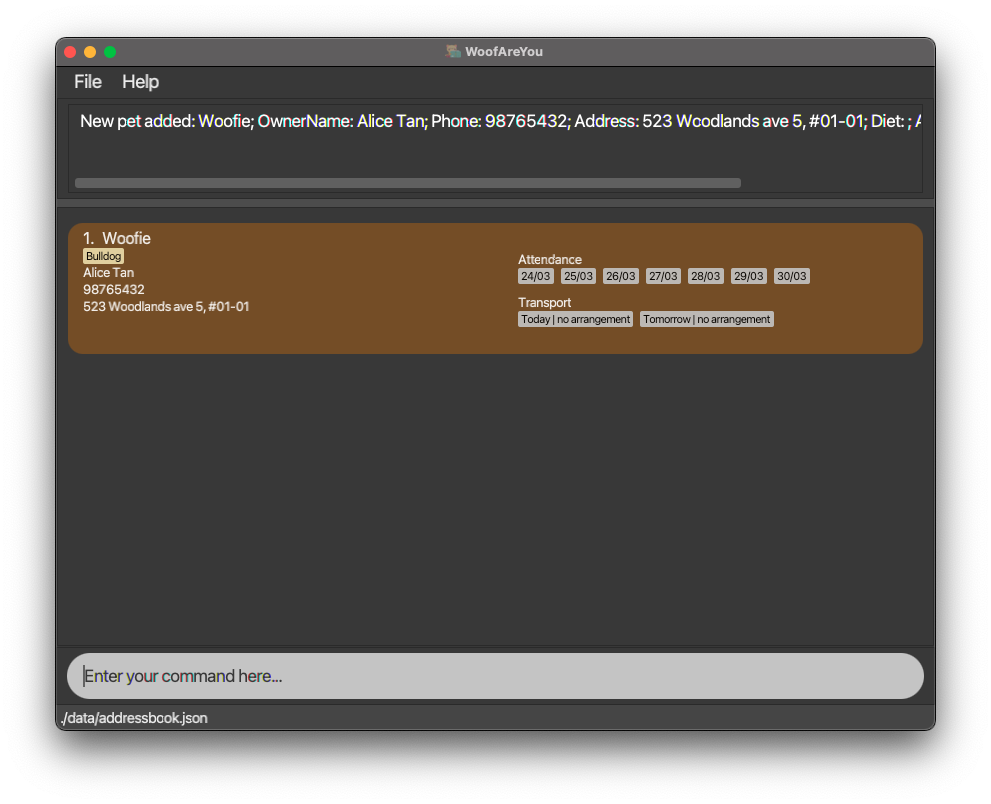 WoofAreYou
File Help
New pet added: Woofie; OwnerName: Alice Tan; Phone: 98765432; Address: 523 Woodlands ave 5, #01-01; Diet: ;
1. Woofie
Bulldog
Alice Tan
98765432
523 Woodlands ave 5, #01-01
Attendance
24/03 25/03 26/03 27/03 28/03 29/03 30/03
Transport
Today | no arrangement Tomorrow | no arrangement
Enter your command here...
./data/addressbook.json